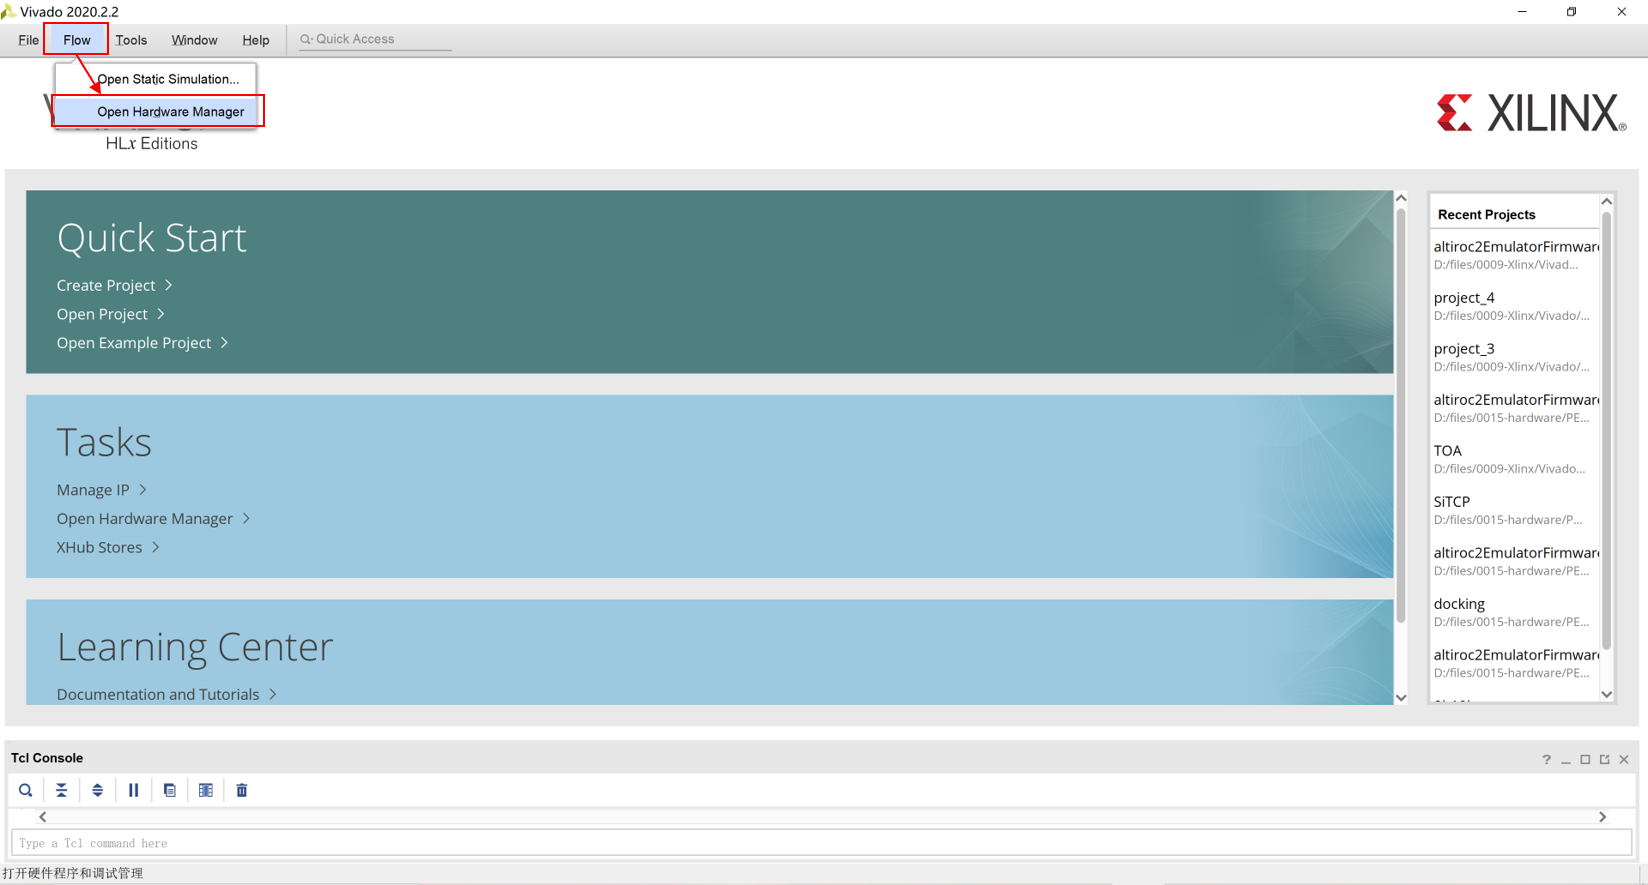 Vivado 2020.2.2
File Flow Tools Window Help Quick Access
Open Static Simulation...
Open Hardware Manager
HLx Editions
XILINX®
Quick Start
Create Project
Open Project
Open Example Project
Tasks
Manage IP
Open Hardware Manager
XHub Stores
Learning Center
Documentation and Tutorials
Recent Projects
altiroc2EmulatorFirmware
D:/files/0009-Xlinx/Vivad...
project_4
D:/files/0009-Xlinx/Vivado/...
project_3
D:/files/0009-Xlinx/Vivado/...
altiroc2EmulatorFirmware
D:/files/0015-hardware/PE...
TOA
D:/files/0009-Xlinx/Vivado...
SiTCP
D:/files/0015-hardware/P...
altiroc2EmulatorFirmware
D:/files/0015-hardware/PE...
docking
D:/files/0015-hardware/PE...
altiroc2EmulatorFirmware
D:/files/0015-hardware/PE...
Tcl Console
Type a Tcl command here
打开硬件程序和调试管理